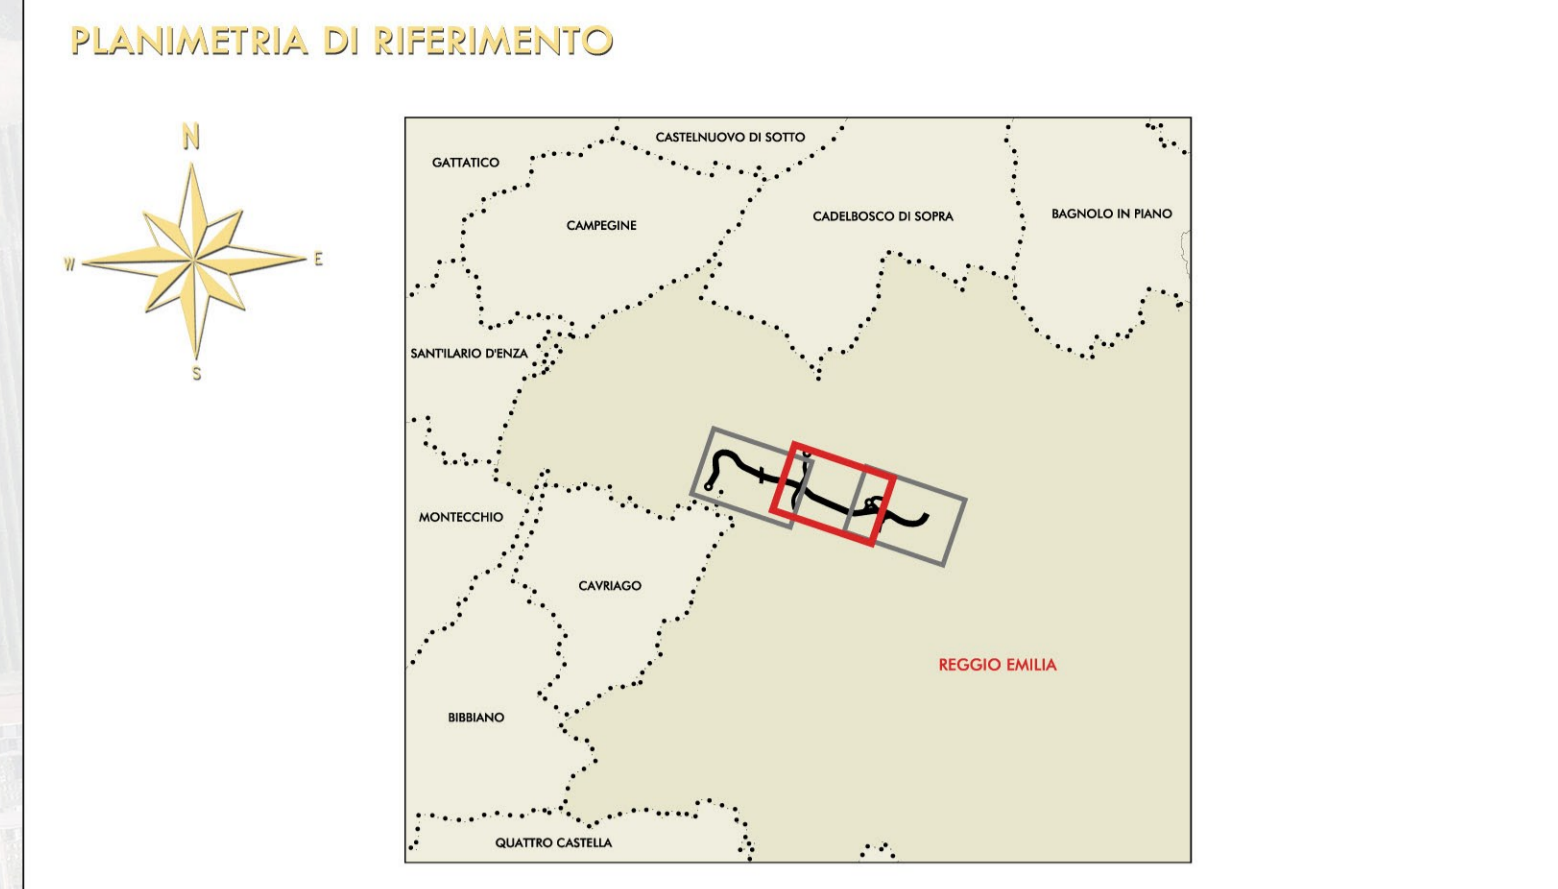 PLANIMETRIA DI RIFERIMENTO
N
W
E
S
CASTELNUOVO DI SOTTO
GATTATICO
CAMPEGINE
CADELBOSCO DI SOPRA
BAGNOLO IN PIANO
SANT'ILARIO D'ENZA
MONTECCHIO
CAVRIAGO
REGGIO EMILIA
BIBBIANO
QUATTRO CASTELLA